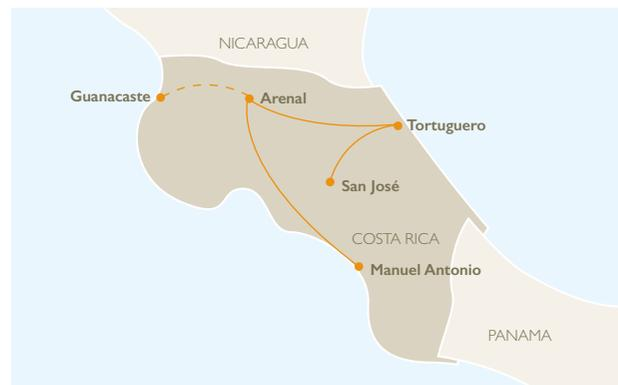 NICARAGUA
Guanacaste
Arenal
Tortuguero
San José
COSTA RICA
Manuel Antonio
PANAMA